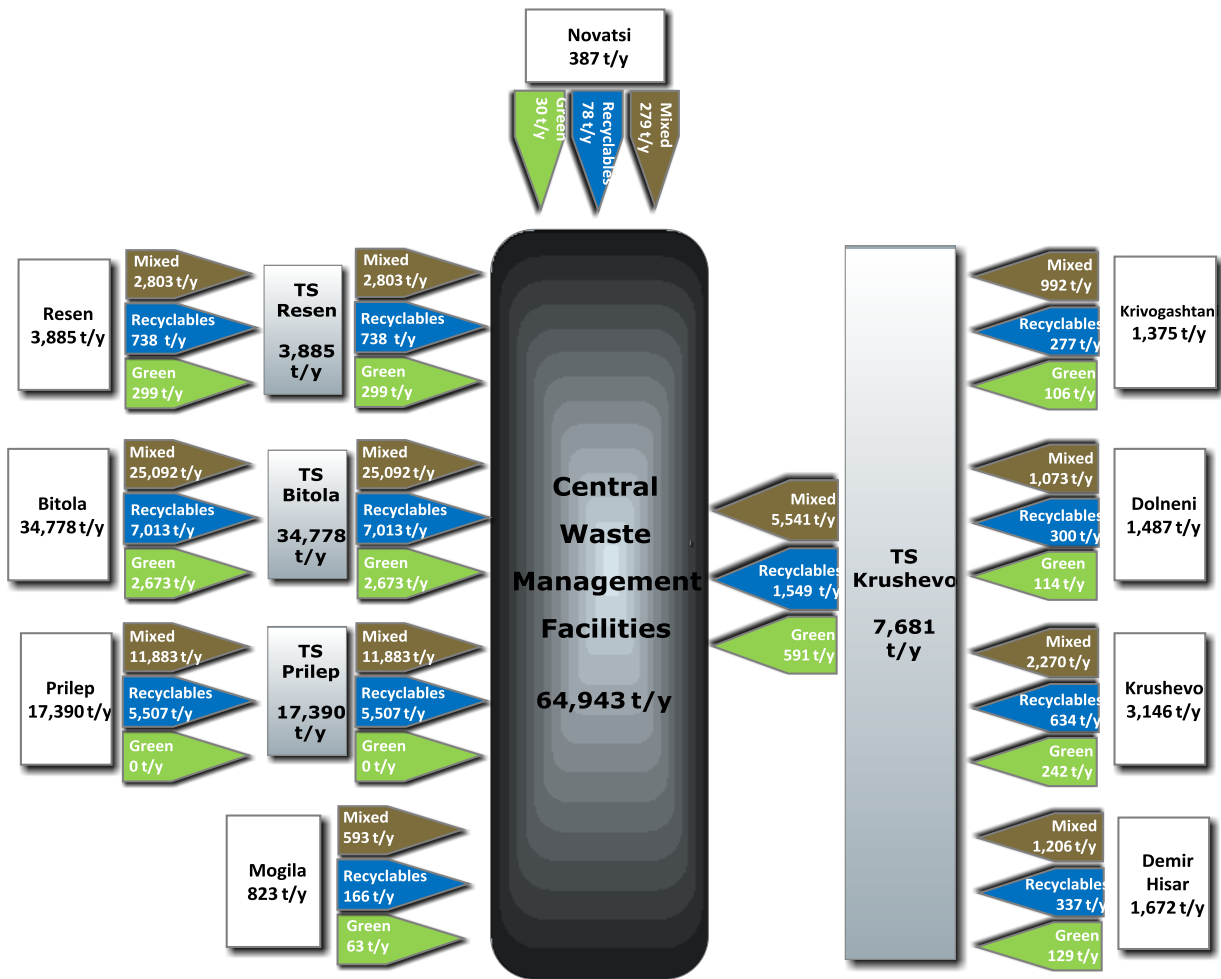 Novatsi
387 t/y
Green
30 t/y
Recyclables
78 t/y
Mixed
279 t/y
Resen
3,885 t/y
Mixed
2,803 t/y
Recyclables
738 t/y
Green
299 t/y
TS
Resen
3,885
t/y
Mixed
2,803 t/y
Recyclables
738 t/y
Green
299 t/y
Bitola
34,778 t/y
Mixed
25,092 t/y
Recyclables
7,013 t/y
Green
2,673 t/y
TS
Bitola
34,778
t/y
Mixed
25,092 t/y
Recyclables
7,013 t/y
Green
2,673 t/y
Prilep
17,390 t/y
Mixed
11,883 t/y
Recyclables
5,507 t/y
Green
0 t/y
TS
Prilep
17,390
t/y
Mixed
11,883 t/y
Recyclables
5,507 t/y
Green
0 t/y
Mogila
823 t/y
Mixed
593 t/y
Recyclables
166 t/y
Green
63 t/y
Central
Waste
Management
Facilities
64,943 t/y
Mixed
5,541 t/y
Recyclables
1,549 t/y
Green
591 t/y
TS
Krushevo
7,681
t/y
Mixed
992 t/y
Recyclables
277 t/y
Green
106 t/y
Krivogashtani
1,375 t/y
Mixed
1,073 t/y
Recyclables
300 t/y
Green
114 t/y
Dolneni
1,487 t/y
Mixed
2,270 t/y
Recyclables
634 t/y
Green
242 t/y
Krushevo
3,146 t/y
Mixed
1,206 t/y
Recyclables
337 t/y
Green
129 t/y
Demir
Hisar
1,672 t/y